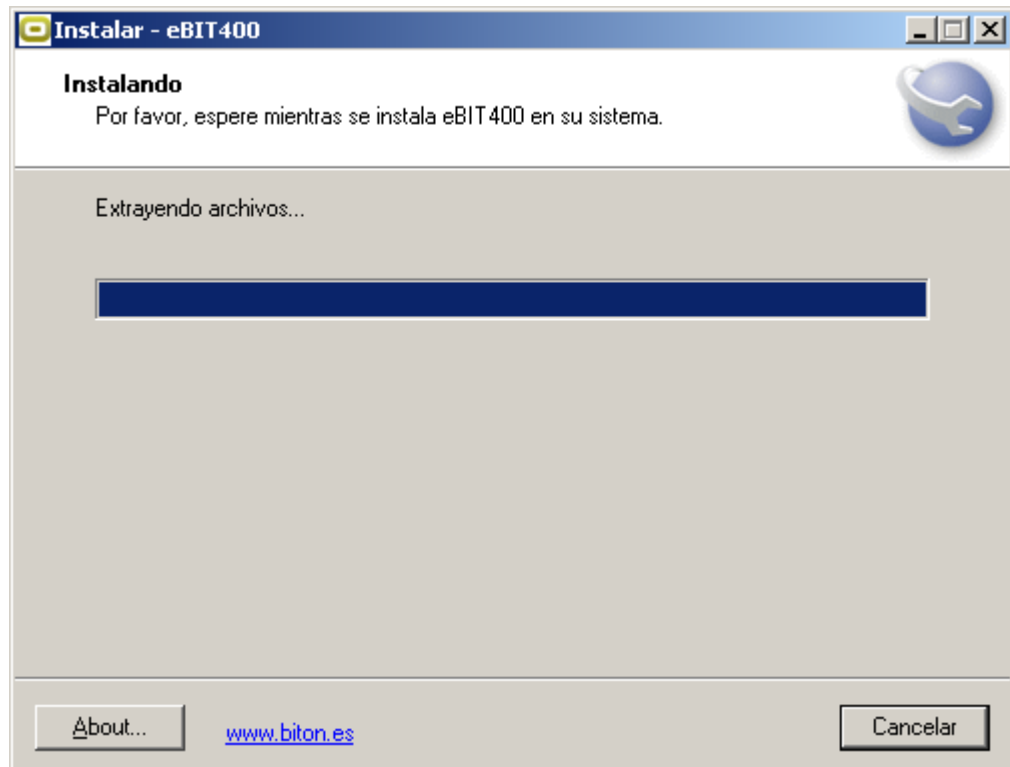 Instalar - eBIT400
Instalando
Por favor, espere mientras se instala eBIT400 en su sistema.
Extrayendo archivos...
About...
www.biton.es
Cancelar